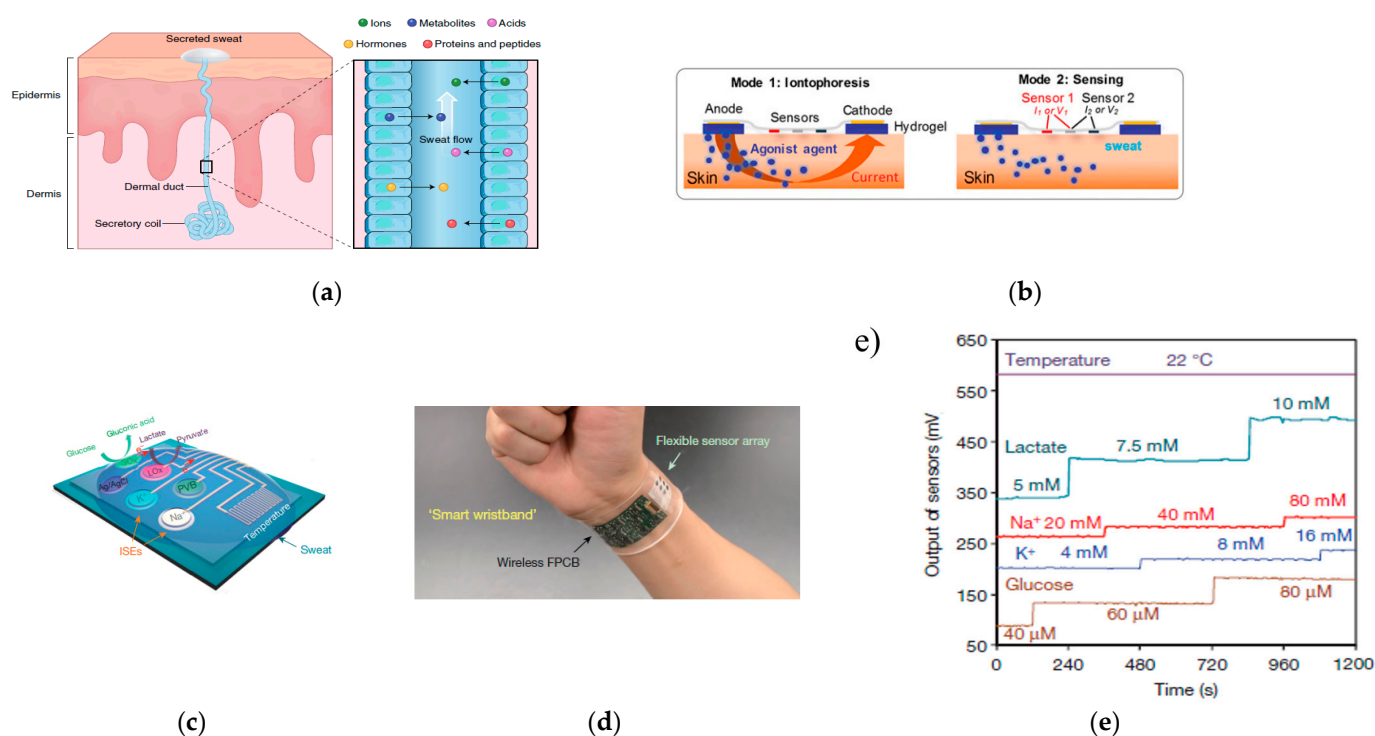 Ions
Metabolites
Acids
Hormones
Proteins and peptides
Secreted sweat
Epidermis
Dermis
Dermal duct
Secretory coil
Sweat flow
(a)
Mode 1: Iontophoresis
Anode
Sensors
Cathode
Hydrogel
Agonist agent
Skin
Current
Mode 2: Sensing
Sensor 1
I₁ or V₁
Sensor 2
I₂ or V₂
sweat
Skin
(b)
Glucose
Gluconic acid
Lactate
Pyruvate
e⁻
GOx
LOx
Ag/AgCl
K⁺
PVB
Na⁺
ISEs
Temperature
Sweat
(c)
Flexible sensor array
'Smart wristband'
Wireless FPCB
(d)
e)
Output of sensors (mV
650
550
450
350
250
150
50
Temperature 22 °C
Lactate
5 mM
7.5 mM
10 mM
Na⁺ 20 mM
40 mM
80 mM
K⁺
4 mM
8 mM
16 mM
Glucose
40 μM
60 μM
80 μM
0 240 480 720 960 1200
Time (s)
(e)